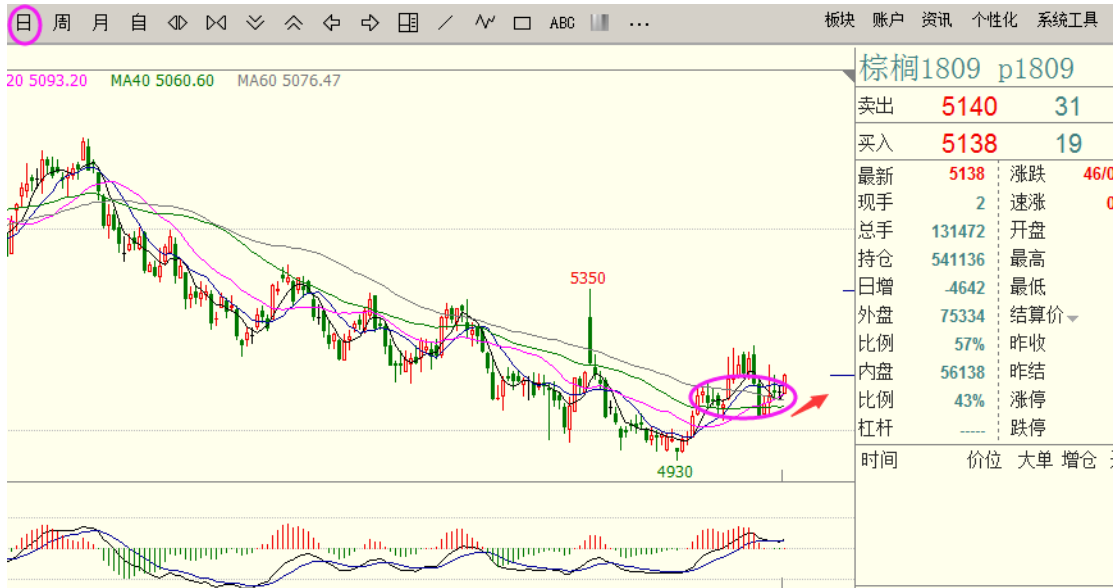 日 周 月 自 ABC ... 板块 账户 资讯 个性化 系统工具
20 5093.20 MA40 5060.60 MA60 5076.47
棕榈1809 p1809
卖出 5140 31
买入 5138 19
最新 5138 涨跌 46/0
现手 2 速涨 0
总手 131472 开盘
持仓 541136 最高
日增 -4642 最低
外盘 75334 结算价
比例 57% 昨收
内盘 56138 昨结
比例 43% 涨停
杠杆 ----- 跌停
时间 价位 大单 增仓
5350
4930